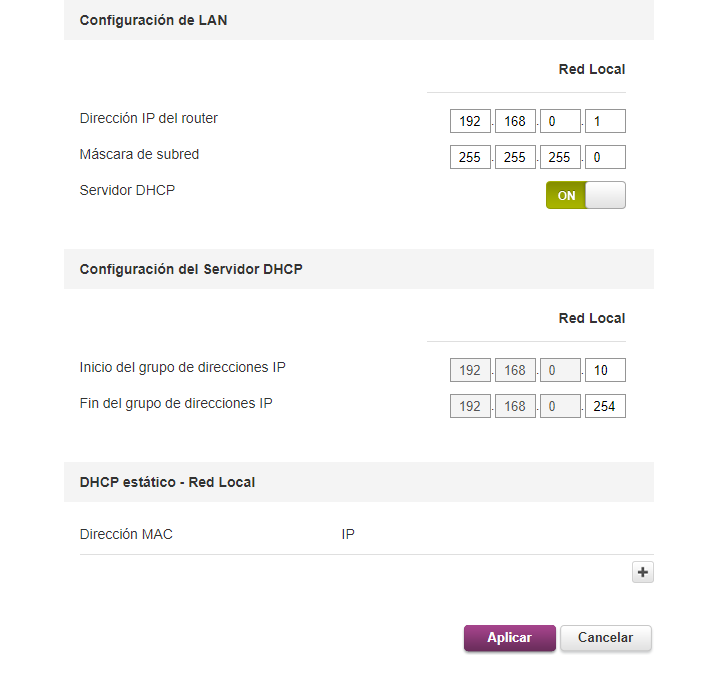 Configuración de LAN
Red Local
Dirección IP del router 192 . 168 . 0 . 1
Máscara de subred 255 . 255 . 255 . 0
Servidor DHCP ON
Configuración del Servidor DHCP
Red Local
Inicio del grupo de direcciones IP 192 . 168 . 0 . 10
Fin del grupo de direcciones IP 192 . 168 . 0 . 254
DHCP estático - Red Local
Dirección MAC IP
+
Aplicar Cancelar